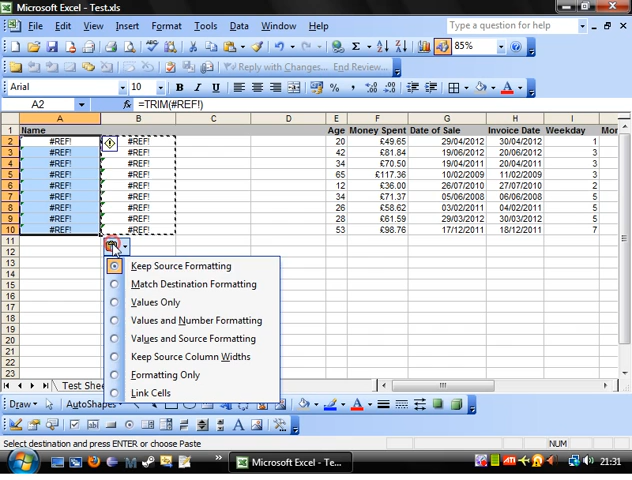 Microsoft Excel - Test.xls
File Edit View Insert Format Tools Data Window Help
Type a question for help
85%
Reply with Changes... End Review...
Arial 10 B I U
A2 fx =TRIM(#REF!)
A B C D E F G H I
1 Name Age Money Spent Date of Sale Invoice Date Weekday
2 #REF! #REF! 20 £49.65 29/04/2012 30/04/2012 1
3 #REF! #REF! 42 £81.84 19/06/2012 20/06/2012 3
4 #REF! #REF! 34 £70.50 19/04/2011 20/04/2011 3
5 #REF! #REF! 65 £117.36 10/02/2009 11/02/2009 3
6 #REF! #REF! 12 £36.00 26/07/2010 27/07/2010 2
7 #REF! #REF! 34 £71.37 05/06/2008 06/06/2008 5
8 #REF! #REF! 26 £58.62 03/02/2011 04/02/2011 5
9 #REF! #REF! 28 £61.59 29/03/2012 30/03/2012 5
10 #REF! #REF! 53 £98.76 17/12/2011 18/12/2011 7
11
12
13 Keep Source Formatting
14 Match Destination Formatting
15
16 Values Only
17 Values and Number Formatting
18
19 Values and Source Formatting
20 Keep Source Column Widths
21
22 Formatting Only
23 Link Cells
Test
Draw AutoShapes
Select destination and press ENTER or choose Paste NUM
Microsoft Excel - Te... 21:31